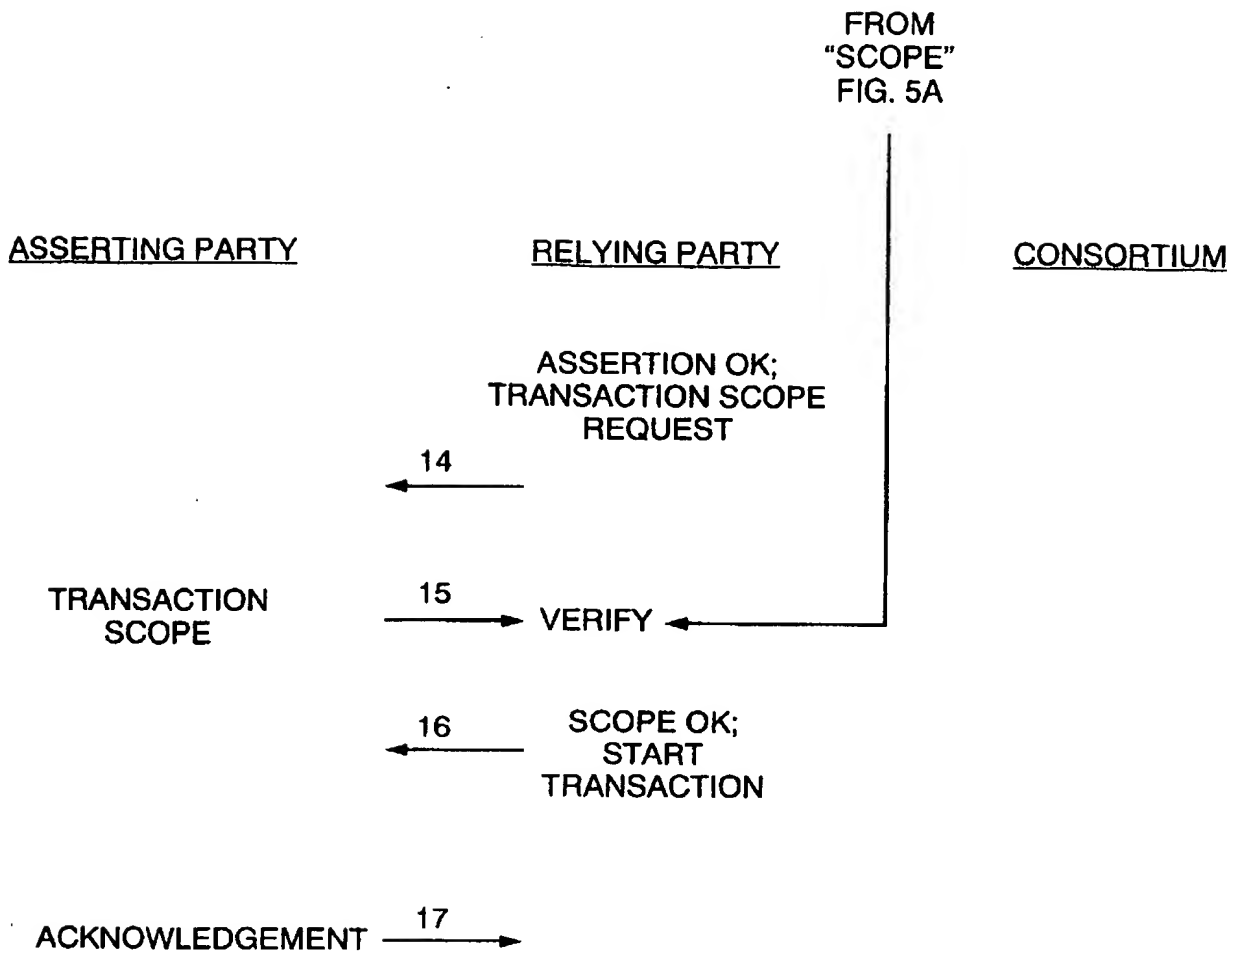 FROM
“SCOPE”
FIG. 5A
ASSERTING PARTY
RELYING PARTY
CONSORTIUM
ASSERTION OK;
TRANSACTION SCOPE
REQUEST
14
TRANSACTION
SCOPE
15
VERIFY
16
SCOPE OK;
START
TRANSACTION
ACKNOWLEDGEMENT
17